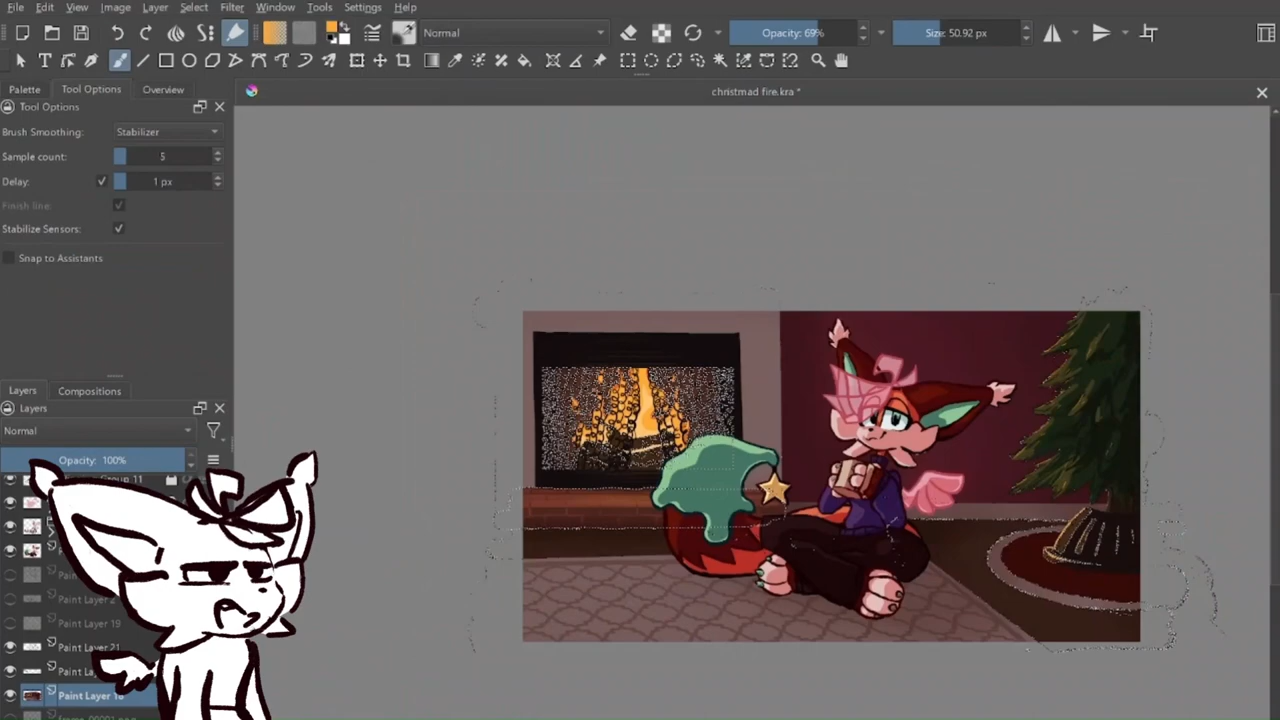 File Edit View Image Layer Select Filter Window Tools Settings Help
Normal Opacity: 69% Size: 50.92 px
Palette Tool Options Overview
christmad fire.kra *
Tool Options
Brush Smoothing: Stabilizer
Sample count: 5
Delay: 1 px
Finish line:
Stabilize Sensors:
Snap to Assistants
Layers Compositions
Layers
Normal
Opacity: 100%
Group 11
Paint Layer 19
Paint Layer 21